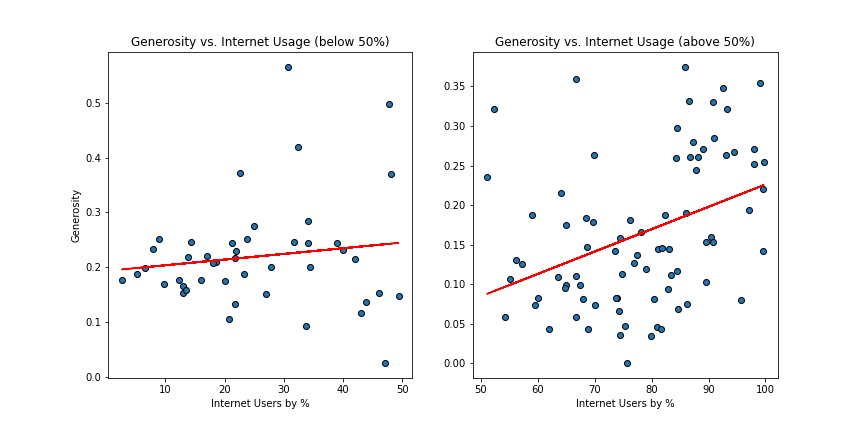 Generosity vs. Internet Usage (below 50%)
Generosity
0.5
0.4
0.3
0.2
0.1
0.0
10 20 30 40 50
Internet Users by %
Generosity vs. Internet Usage (above 50%)
0.35
0.30
0.25
0.20
0.15
0.10
0.05
0.00
50 60 70 80 90 100
Internet Users by %